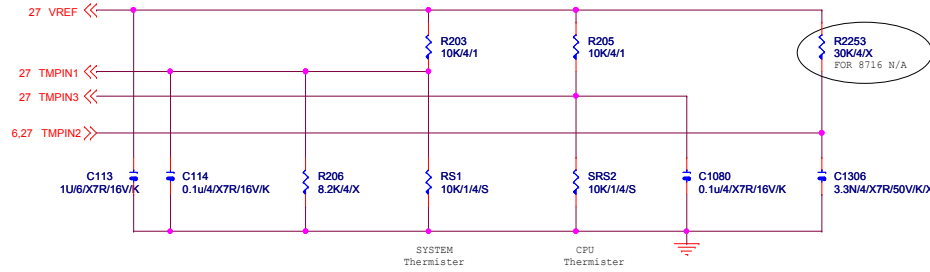 27 VREF
R203
10K/4/1
R205
10K/4/1
R2253
30K/4/X
FOR 8716 N/A
27 TMPIN1
27 TMPIN3
6,27 TMPIN2
C113
1U/6/X7R/16V/K
C114
0.1u/4/X7R/16V/K
R206
8.2K/4/X
RS1
10K/1/4/S
SRS2
10K/1/4/S
C1080
0.1u/4/X7R/16V/K
C1306
3.3N/4/X7R/50V/K/X
SYSTEM
Thermister
CPU
Thermister